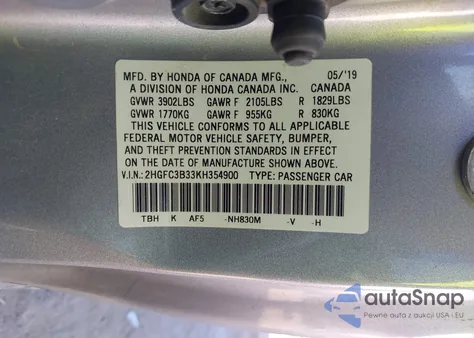 MFD. BY HONDA OF CANADA MFG., 05/'19
A DIVISION OF HONDA CANADA INC. CANADA
GVWR 3902LBS GAWR F 2105LBS R 1829LBS
GVWR 1770KG GAWR F 955KG R 830KG
THIS VEHICLE CONFORMS TO ALL APPLICABLE
FEDERAL MOTOR VEHICLE SAFETY, BUMPER,
AND THEFT PREVENTION STANDARDS IN EFFECT
ON THE DATE OF MANUFACTURE SHOWN ABOVE.
V.I.N.: 2HGFC3B33KH354900 TYPE: PASSENGER CAR
TBH K AF5 -NH830M -V -H
autoSnap
Pewne auta z aukcji USA i EU